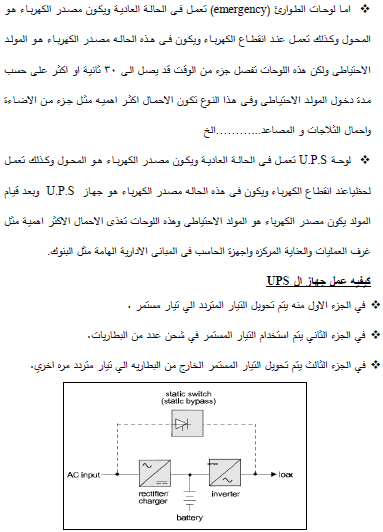 ❖ اما لوحات الطوارئ (emergency) تعمل فى الحالة العادية ويكون مصدر الكهرباء هو
المحول وكذلك تعمل عند انقطاع الكهرباء ويكون فى هذه الحاله مصدر الكهرباء هو المولد
الاحتياطى ولكن هذه اللوحات تفصل جزء من الوقت قد يصل الى ٣٠ ثانية او اكثر على حسب
مدة دخول المولد الاحتياطى وفى هذا النوع تكون الاحمال اكثر اهميه مثل جزء من الاضاءة
واحمال الثلاجات و المصاعد............الخ
❖ لوحة U.P.S تعمل فى الحالة العادية ويكون مصدر الكهرباء هو المحول وكذلك تعمل
لحظياعند انقطاع الكهرباء ويكون فى هذه الحاله مصدر الكهرباء هو جهاز U.P.S وبعد قيام
المولد يكون مصدر الكهرباء هو المولد الاحتياطى وهذه اللوحات تغذى الاحمال الاكثر اهمية مثل
غرف العمليات والعناية المركزه واجهزة الحاسب فى المبانى الادارية الهامة مثل البنوك.
كيفيه عمل جهاز ال UPS
❖ في الجزء الاول منه يتم تحويل التيار المتردد الي تيار مستمر .
❖ في الجزء الثاني يتم استخدام التيار المستمر في شحن عدد من البطاريات.
❖ في الجزء الثالث يتم تحويل التيار المستمر الخارج من البطاريه الي تيار متردد مره اخري.
static switch
(static bypass)
AC input
load
rectifier/
charger
inverter
battery